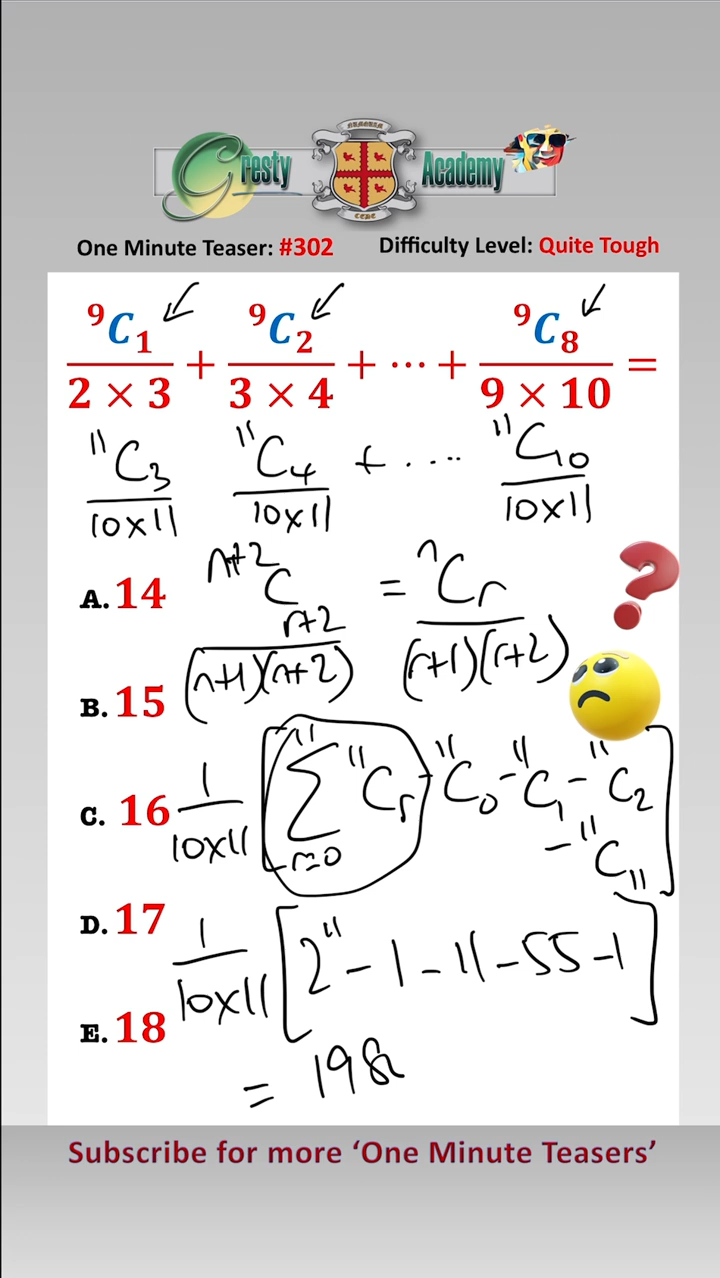 MEMORIA
Gresty Academy
CEDE
One Minute Teaser: #302 Difficulty Level: Quite Tough
⁹C₁/(2 × 3) + ⁹C₂/(3 × 4) + ⋯ + ⁹C₈/(9 × 10) =
¹¹C₃/(10×11) ¹¹C₄/(10×11) + .... ¹¹C₁₀/(10×11)
A. 14
ⁿ⁺²Cᵣ₊₂/((n+1)(n+2)) = ⁿCᵣ/((r+1)(r+2))
B. 15
C. 16
1/(10×11) [∑ r=0 11 ¹¹Cᵣ - ¹¹C₀ - ¹¹C₁ - ¹¹C₂
- ¹¹C₁₁]
D. 17
1/(10×11) [2¹¹ - 1 - 11 - 55 - 1]
E. 18
= 198
Subscribe for more ‘One Minute Teasers’